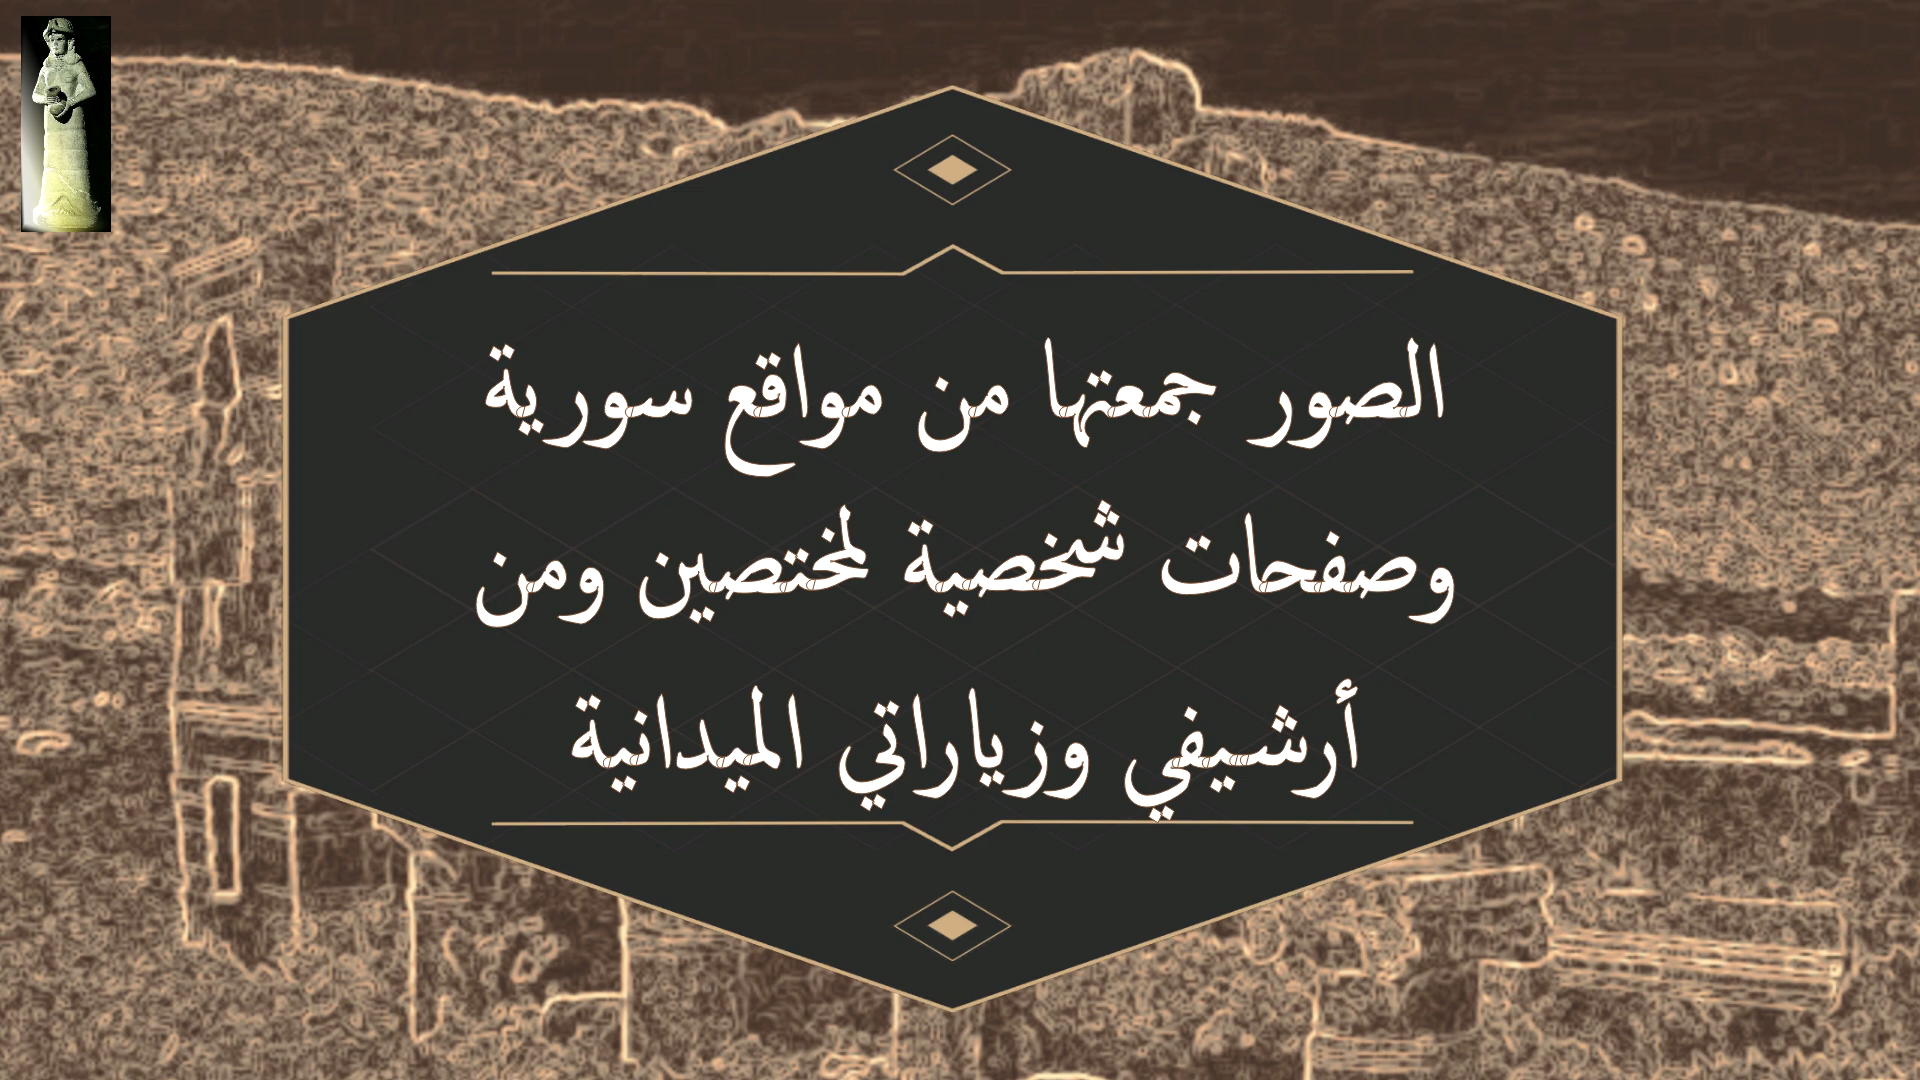 الصور جمعتها من مواقع سورية
وصفحات شخصية لمختصين ومن
أرشيفي وزياراتي الميدانية